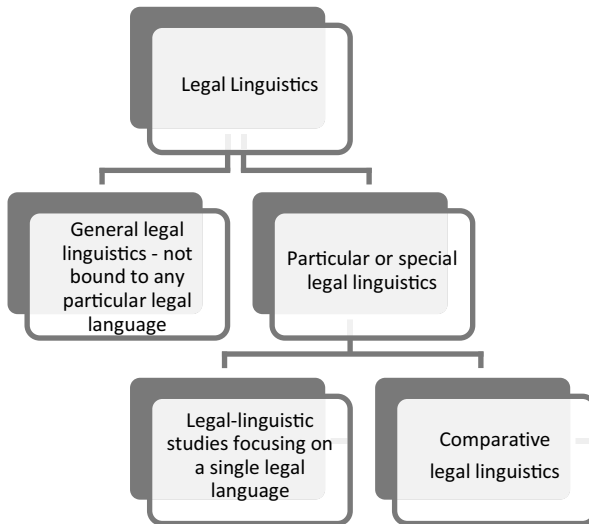 Legal Linguistics
General legal
linguistics - not
bound to any
particular legal
language
Particular or special
legal linguistics
Legal-linguistic
studies focusing on
a single legal
language
Comparative
legal linguistics